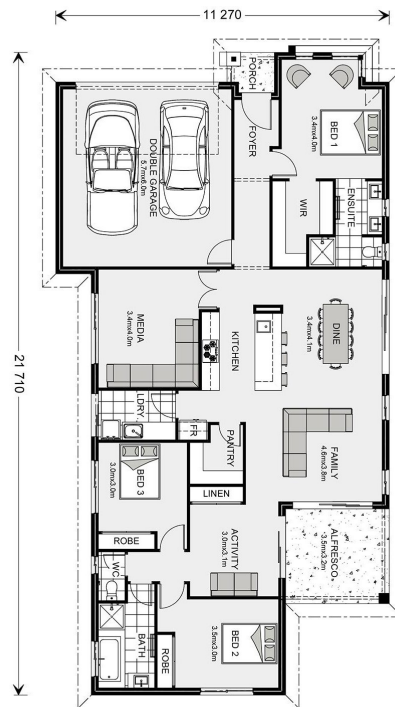 11 270
21 710
PORCH
FOYER
BED 1
3.4mx4.0m
DOUBLE GARAGE
5.7mx6.0m
WIR
ENSUITE
MEDIA
3.4mx4.0m
KITCHEN
DINE
3.4mx4.1m
LDRY
FR
PANTRY
FAMILY
4.6mx3.8m
BED 3
3.0mx3.0m
LINEN
ROBE
ACTIVITY
3.0mx3.1m
ALFRESCO
3.5mx3.2m
WC
BATH
ROBE
BED 2
3.5mx3.0m